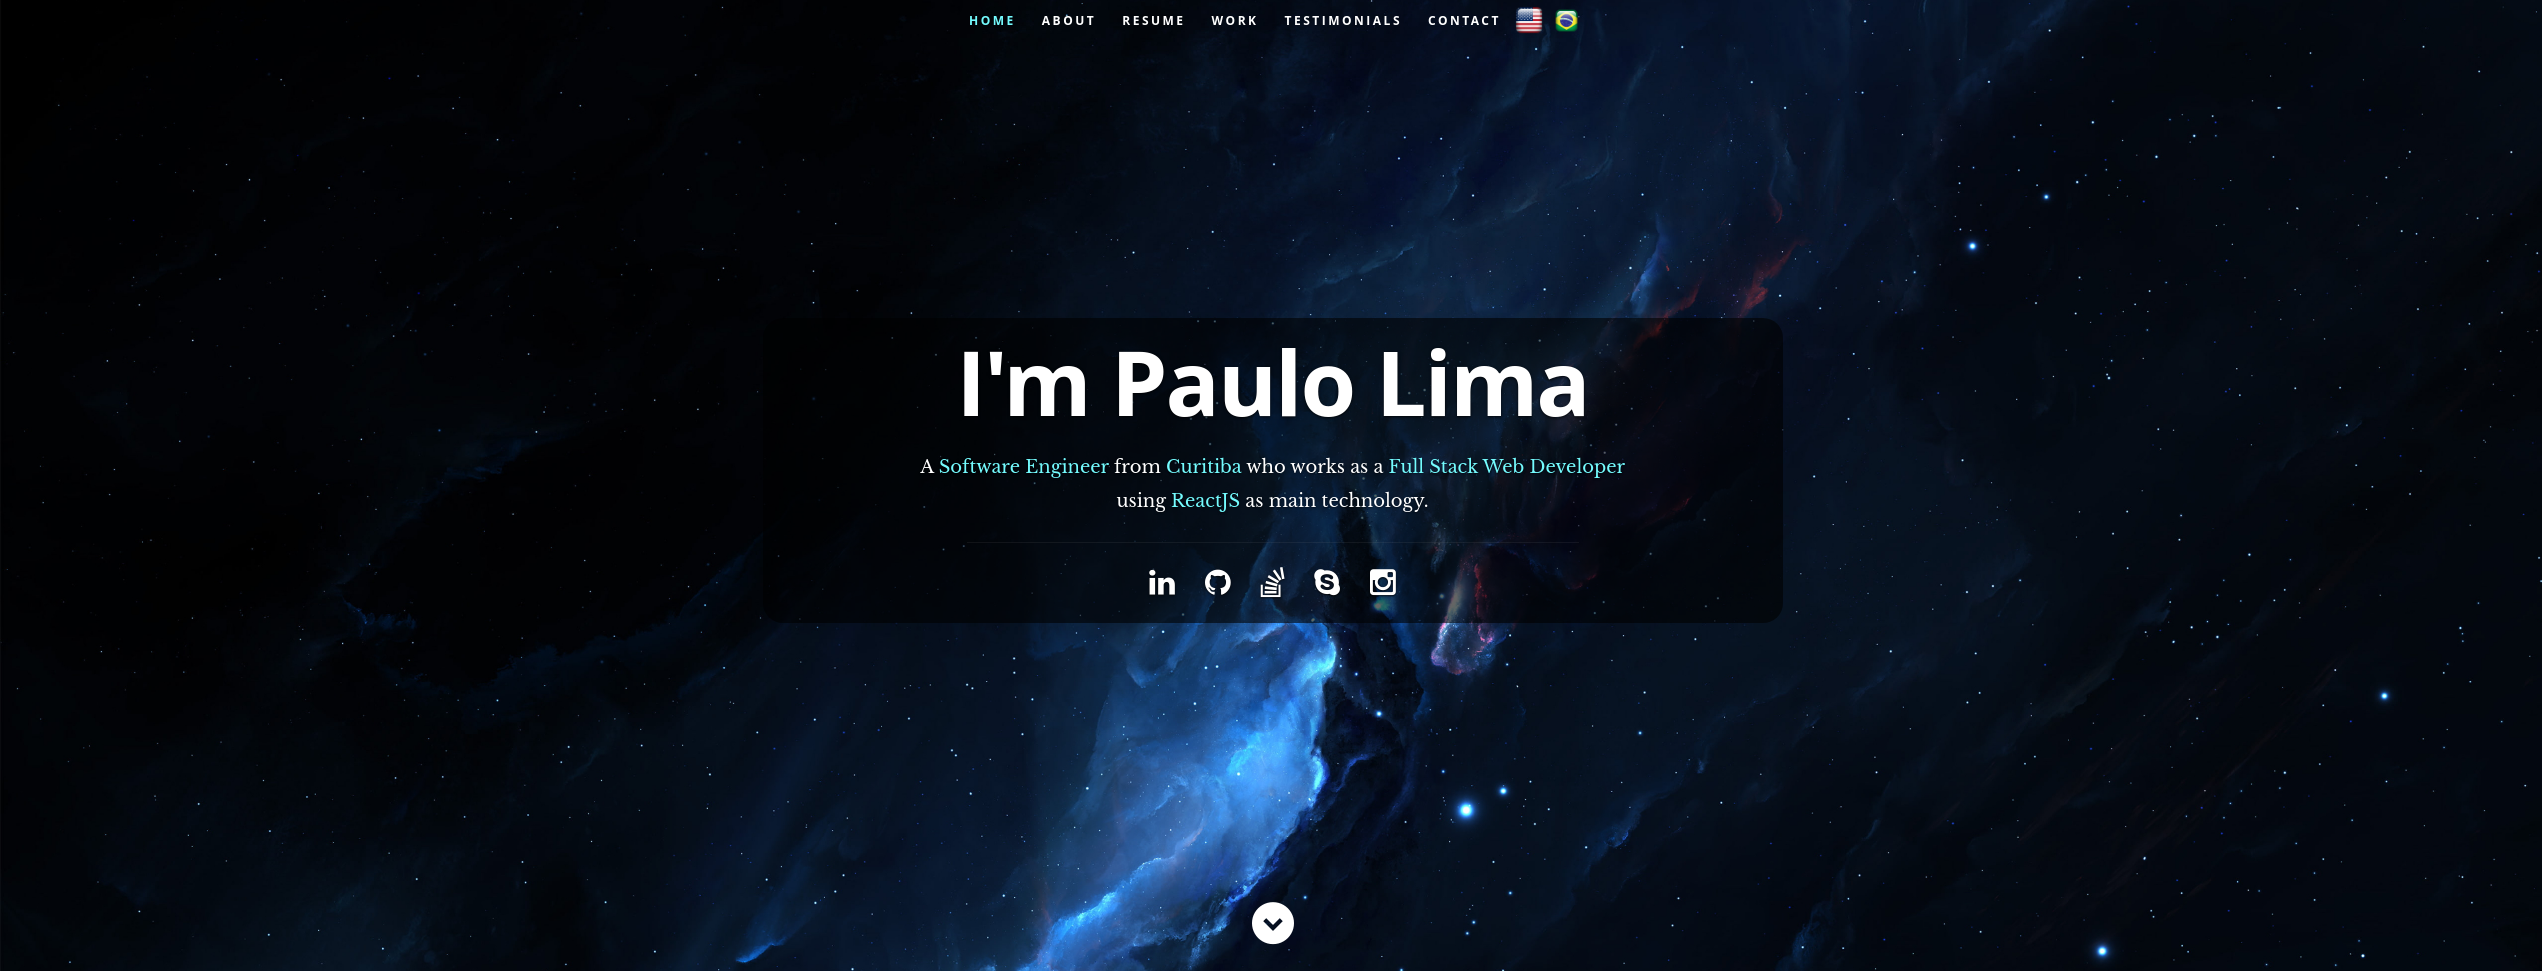 HOME ABOUT RESUME WORK TESTIMONIALS CONTACT
I'm Paulo Lima
A Software Engineer from Curitiba who works as a Full Stack Web Developer
using ReactJS as main technology.
in